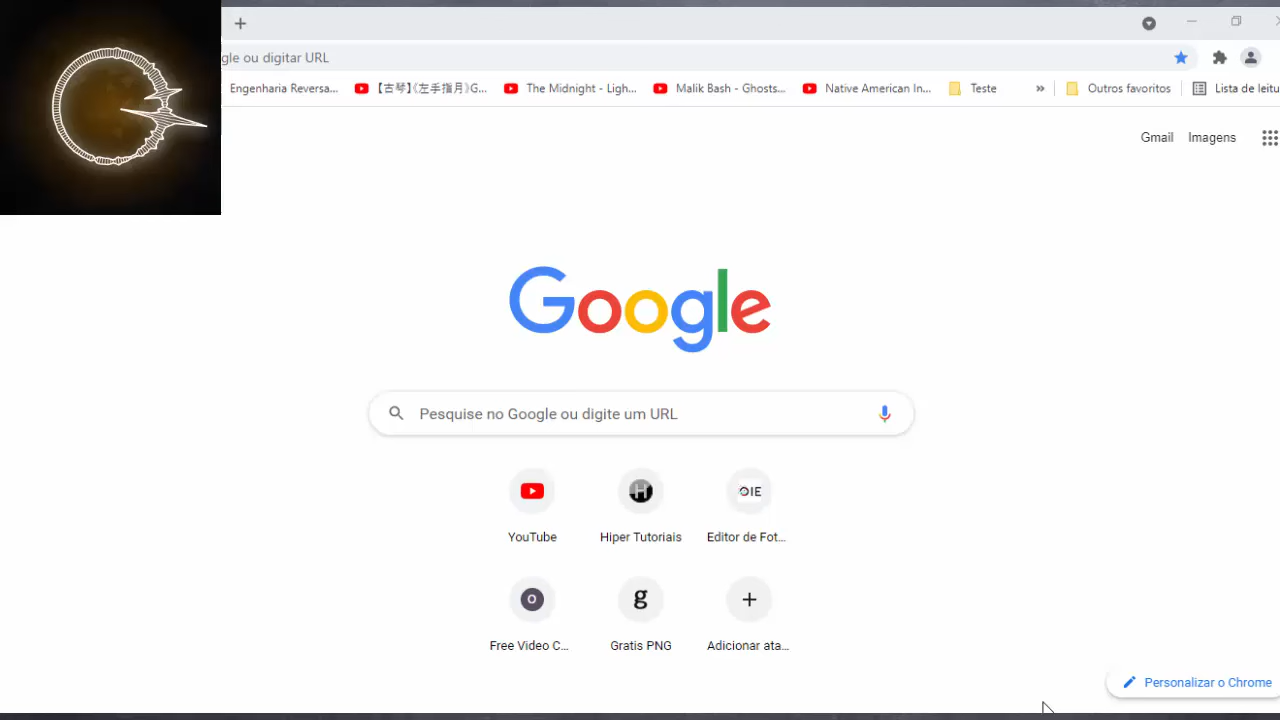 gle ou digitar URL
Engenharia Reversa... 【古琴】《左手指月》G... The Midnight - Ligh... Malik Bash - Ghosts... Native American In... Teste » Outros favoritos Lista de leitu
Gmail Imagens
Google
Pesquise no Google ou digite um URL
OIE
YouTube Hiper Tutoriais Editor de Fot...
O g
Free Video C... Gratis PNG Adicionar ata...
Personalizar o Chrome